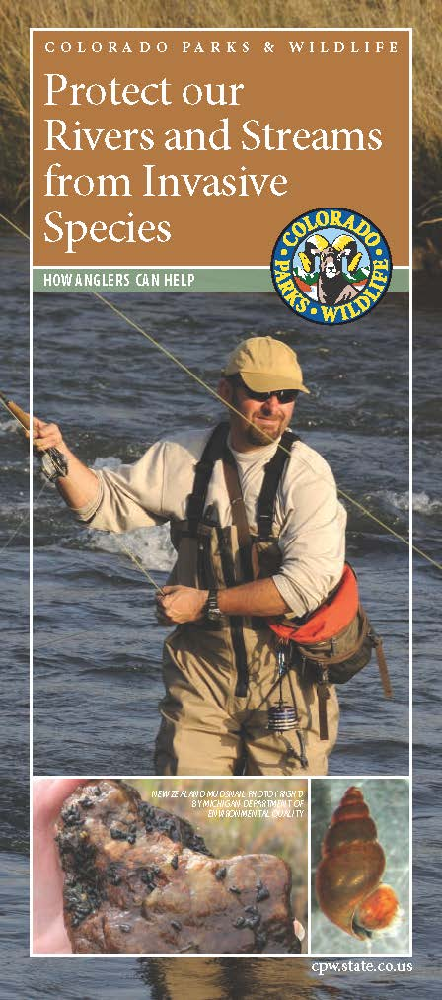 COLORADO PARKS & WILDLIFE
Protect our
Rivers and Streams
from Invasive
Species
HOW ANGLERS CAN HELP
COLORADO
PARKS • WILDLIFE
NEW ZEALAND MUDSNAIL PHOTO (RIGHT)
BY MICHIGAN DEPARTMENT OF
ENVIRONMENTAL QUALITY
cpw.state.co.us